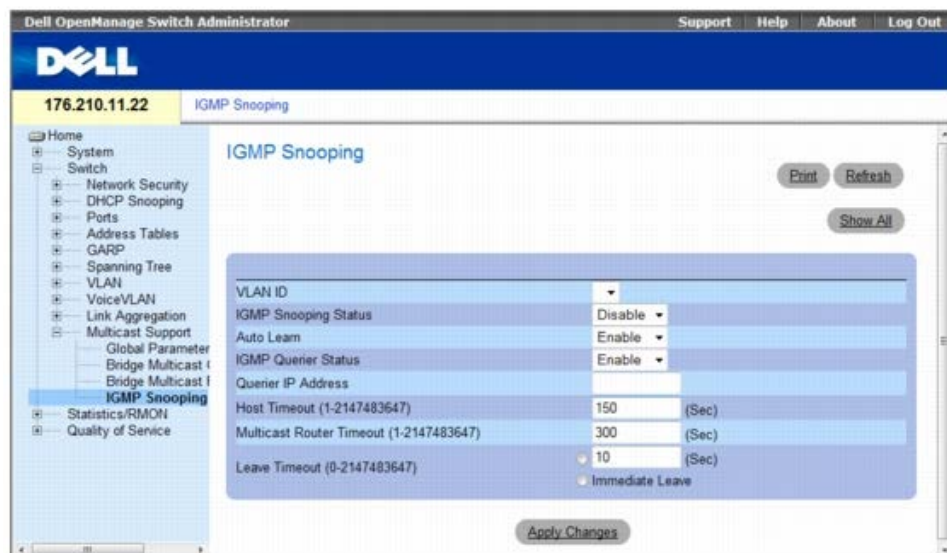 Dell OpenManage Switch Administrator
Support Help About Log Out
DELL
176.210.11.22
IGMP Snooping
Home
System
Switch
Network Security
DHCP Snooping
Ports
Address Tables
GARP
Spanning Tree
VLAN
VoiceVLAN
Link Aggregation
Multicast Support
Global Parameter
Bridge Multicast
Bridge Multicast
IGMP Snooping
Statistics/RMON
Quality of Service
IGMP Snooping
Print Refresh
Show All
VLAN ID
IGMP Snooping Status Disable
Auto Learn Enable
IGMP Querier Status Enable
Querier IP Address
Host Timeout (1-2147483647) 150 (Sec)
Multicast Router Timeout (1-2147483647) 300 (Sec)
Leave Timeout (0-2147483647) 10 (Sec)
Immediate Leave
Apply Changes